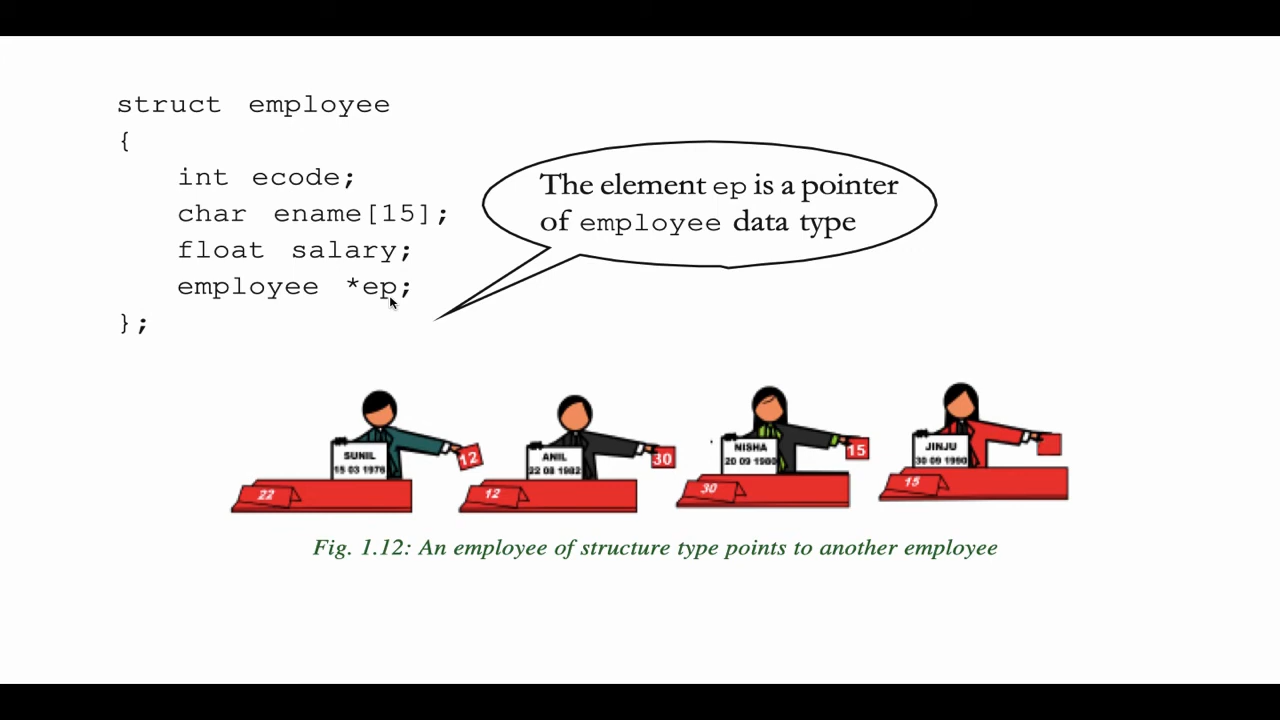 struct employee
{
int ecode;
char ename[15];
float salary;
employee *ep;
};
The element ep is a pointer
of employee data type
SUNIL
15 03 1976
12
22
ANIL
22 08 1982
30
12
NISHA
20 09 1980
15
30
JINJU
30 09 1990
15
Fig. 1.12: An employee of structure type points to another employee